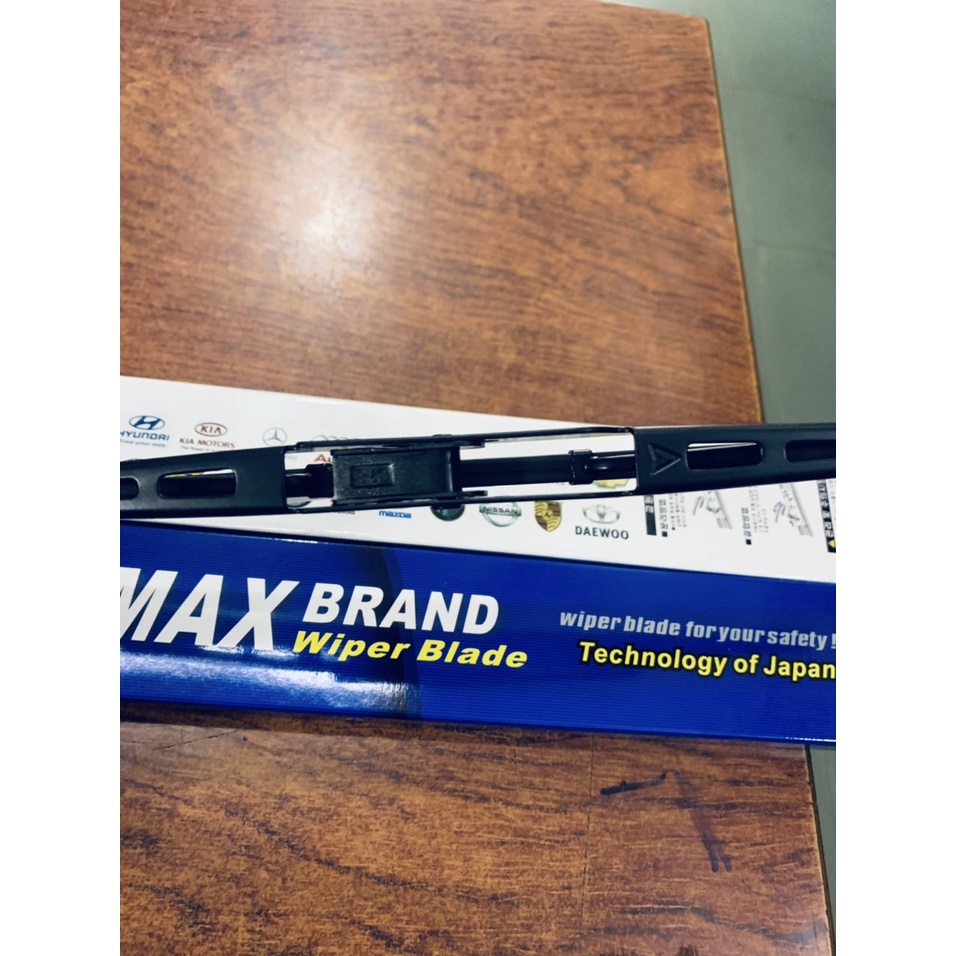 HYUNDAI
KIA
KIA MOTORS
mazda
NISSAN
DAEWOO
MAX BRAND
Wiper Blade
wiper blade for your safety!
Technology of Japan